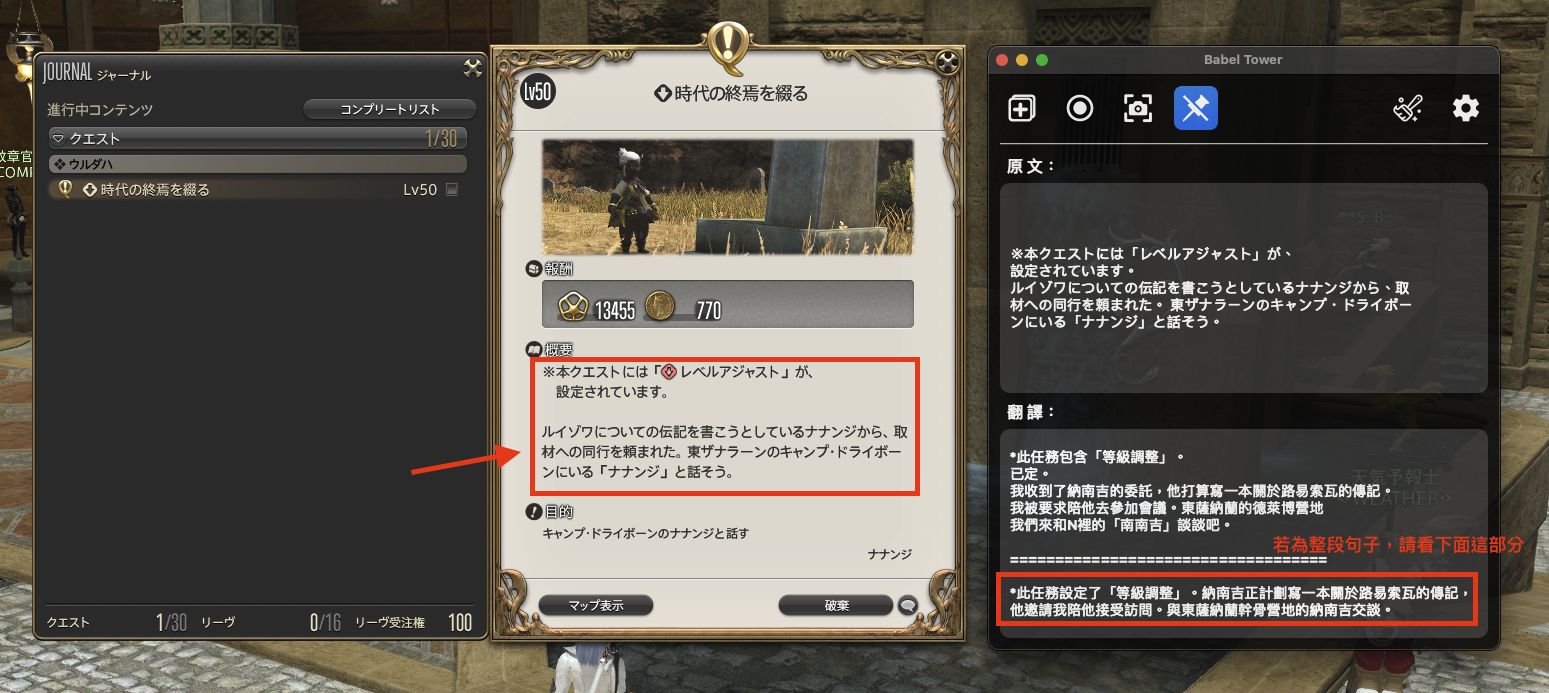 JOURNAL ジャーナル
進行中コンテンツ
コンプリートリスト
クエスト 1/30
ウルダハ
時代の終焉を綴る Lv50
クエスト 1/30 リーヴ 0/16 リーヴ受注権 100
Lv50
時代の終焉を綴る
報酬
13455 770
概要
※本クエストには「レベルアジャスト」が、
設定されています。
ルイゾワについての伝記を書こうとしているナナンジから、取
材への同行を頼まれた。東ザナラーンのキャンプ・ドライボー
ンにいる「ナナンジ」と話そう。
目的
キャンプ・ドライボーンのナナンジと話す
ナナンジ
マップ表示
破棄
Babel Tower
原文：
※本クエストには「レベルアジャスト」が、
設定されています。
ルイゾワについての伝記を書こうとしているナナンジから、取
材への同行を頼まれた。東ザナラーンのキャンプ・ドライボー
ンにいる「ナナンジ」と話そう。
翻譯：
*此任務包含「等級調整」。
已定。
我收到了納南吉的委託，他打算寫一本關於路易索瓦的傳記。
我被要求陪他去參加會議。東薩納蘭的德萊博營地
我們來和N裡的「南南吉」談談吧。
若為整段句子，請看下面這部分
===================================
*此任務設定了「等級調整」。納南吉正計劃寫一本關於路易索瓦的傳記，
他邀請我陪他接受訪問。與東薩納蘭幹骨營地的納南吉交談。
天気予報士
WEATHER